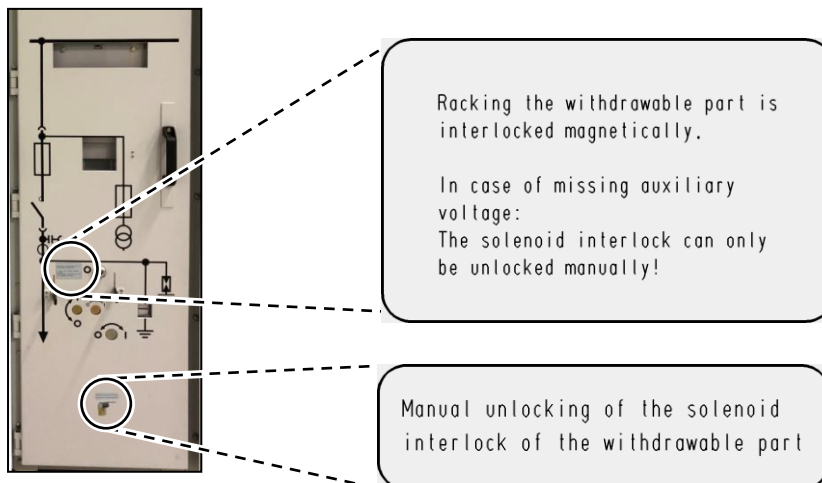 Racking the withdrawable part is
interlocked magnetically.
In case of missing auxiliary
voltage:
The solenoid interlock can only
be unlocked manually!
Manual unlocking of the solenoid
interlock of the withdrawable part